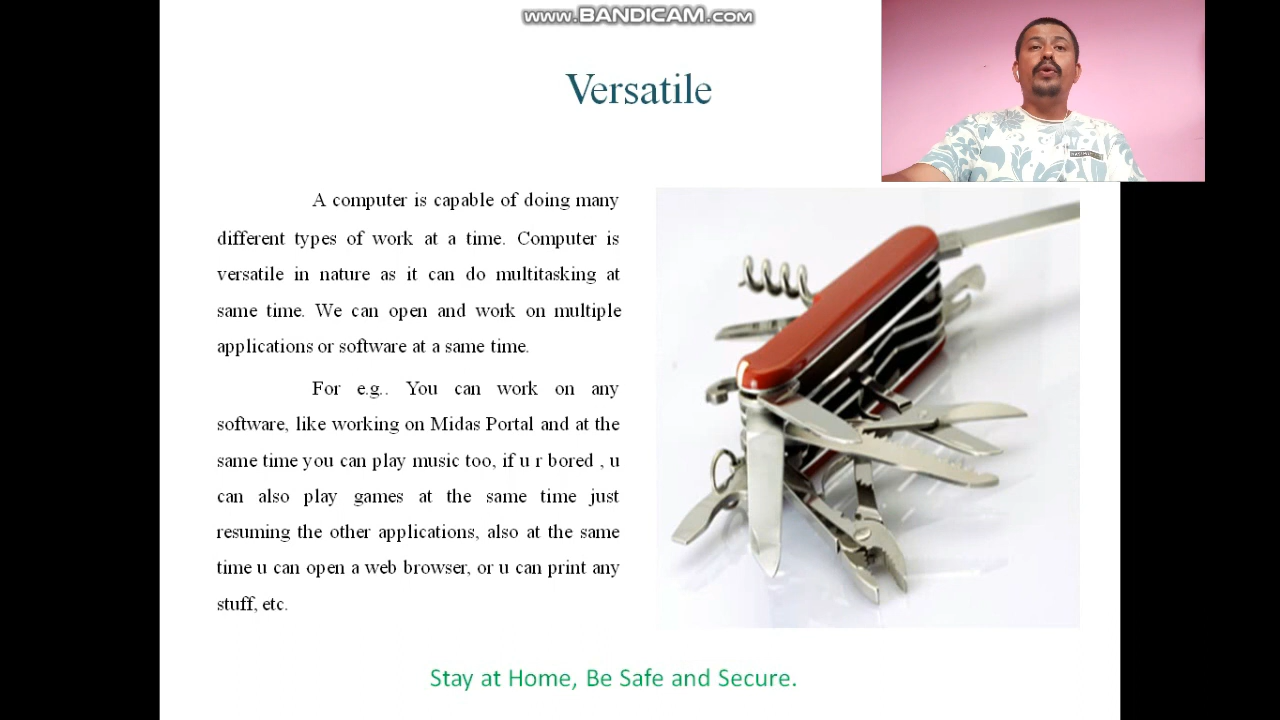 www.BANDICAM.com
Versatile
A computer is capable of doing many
different types of work at a time. Computer is
versatile in nature as it can do multitasking at
same time. We can open and work on multiple
applications or software at a same time.
For e.g.. You can work on any
software, like working on Midas Portal and at the
same time you can play music too, if u r bored , u
can also play games at the same time just
resuming the other applications, also at the same
time u can open a web browser, or u can print any
stuff, etc.
Stay at Home, Be Safe and Secure.